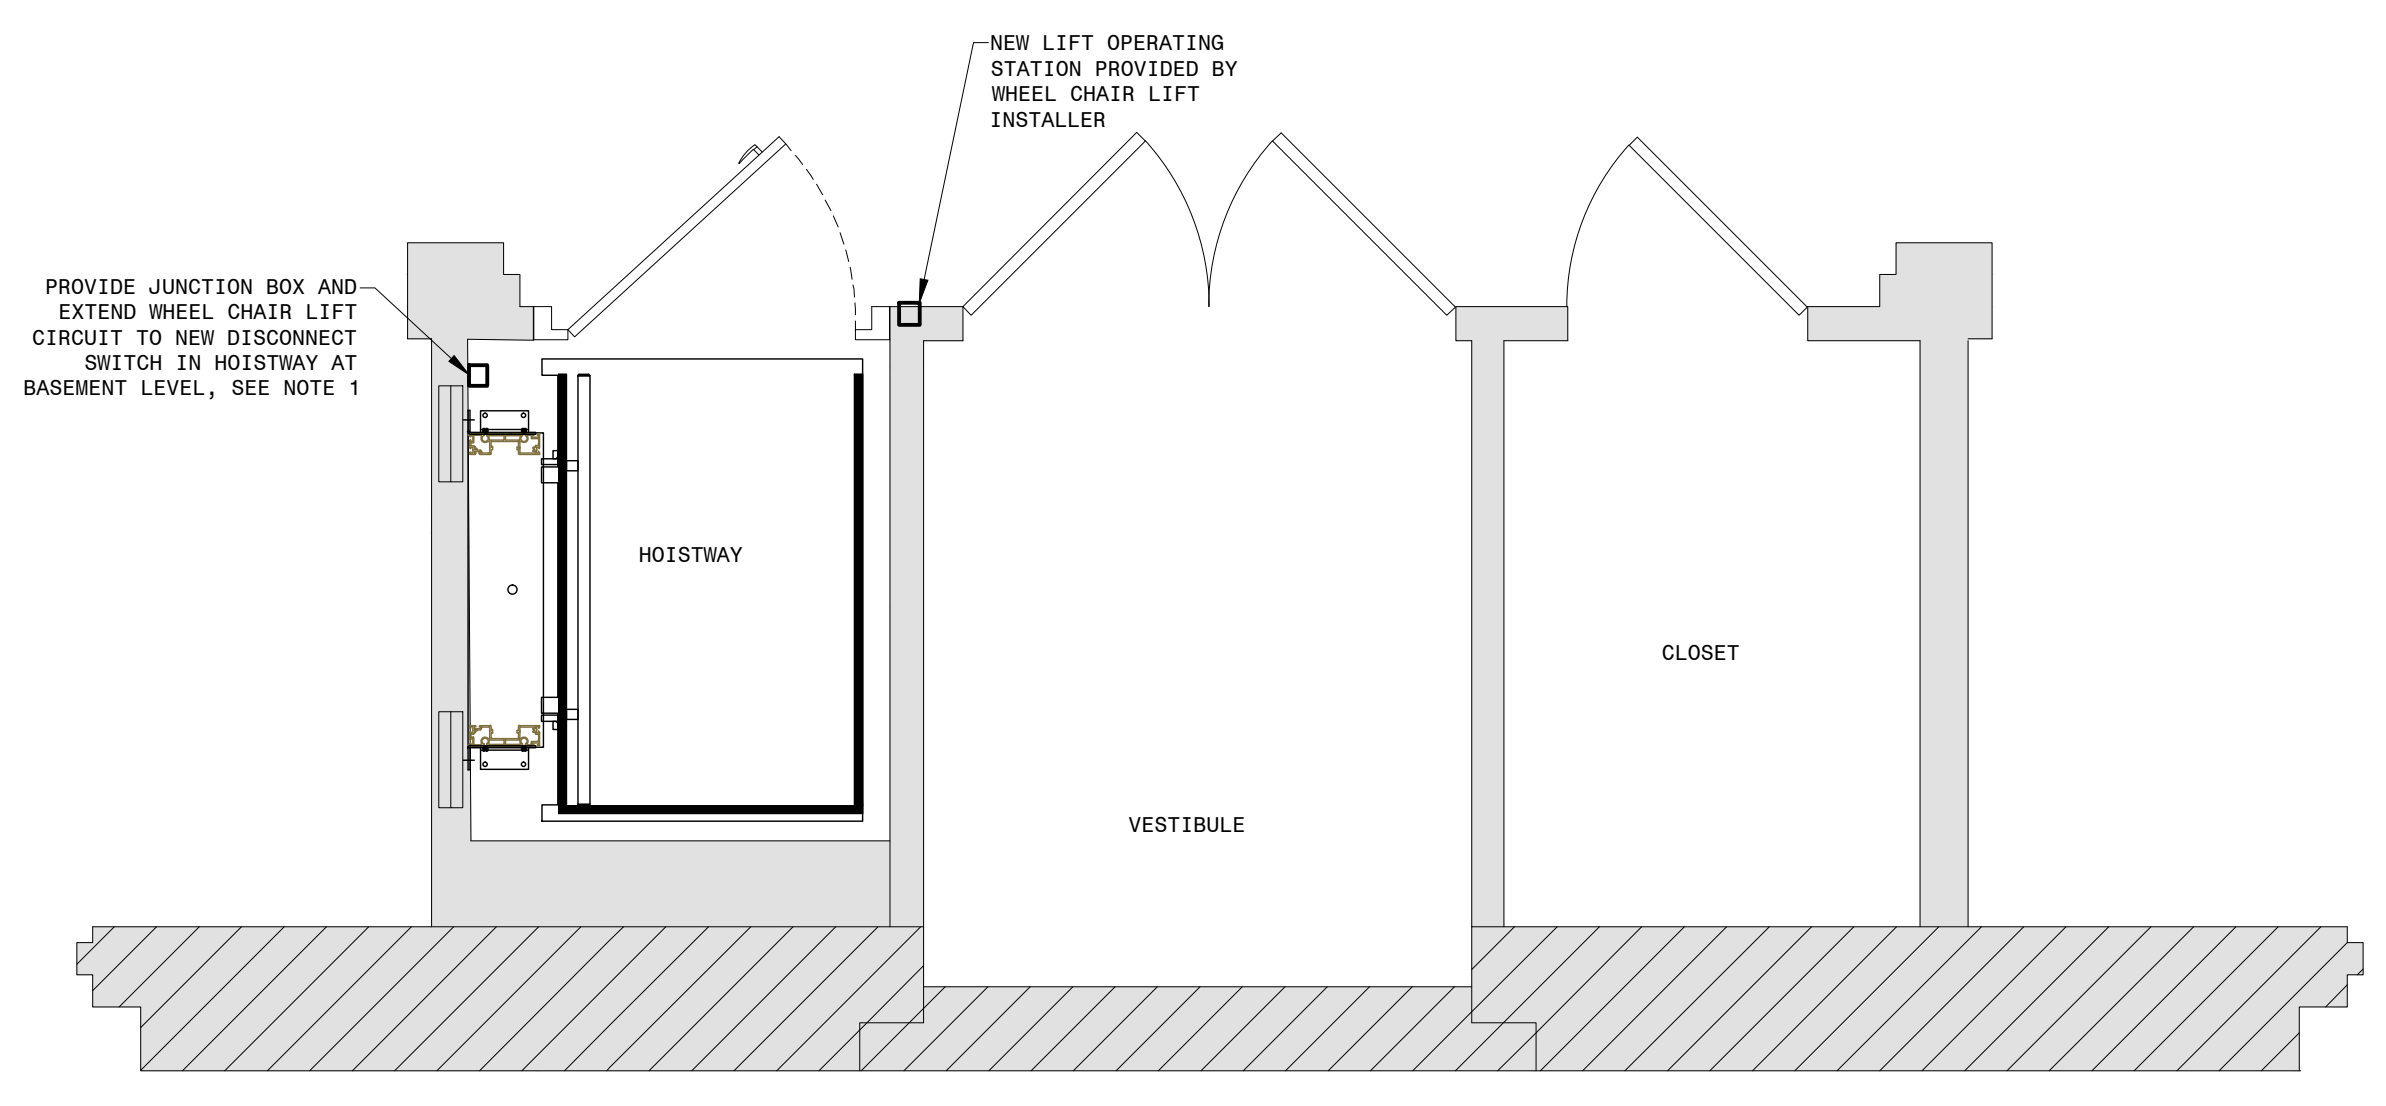 NEW LIFT OPERATING
STATION PROVIDED BY
WHEEL CHAIR LIFT
INSTALLER
PROVIDE JUNCTION BOX AND
EXTEND WHEEL CHAIR LIFT
CIRCUIT TO NEW DISCONNECT
SWITCH IN HOISTWAY AT
BASEMENT LEVEL, SEE NOTE 1
HOISTWAY
CLOSET
VESTIBULE